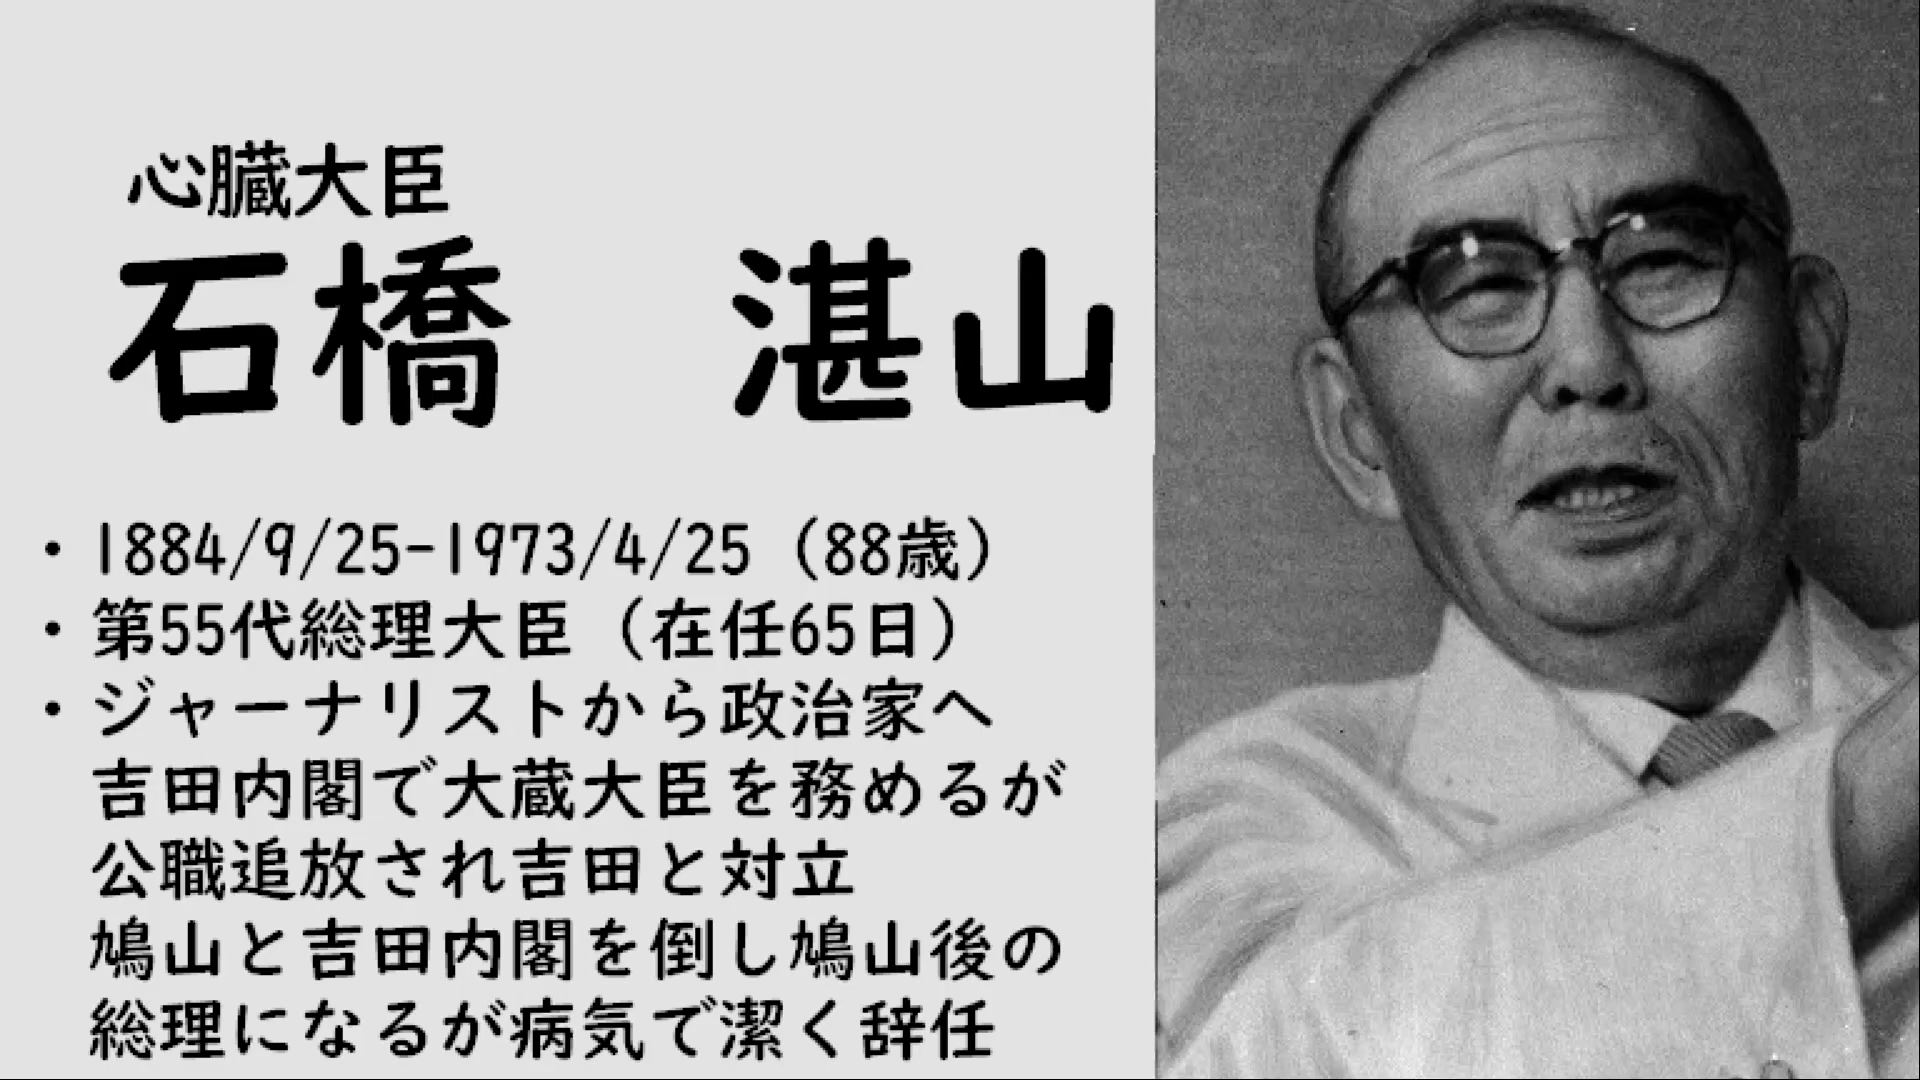 心臓大臣
石橋　湛山
・1884/9/25-1973/4/25（88歳）
・第55代総理大臣（在任65日）
・ジャーナリストから政治家へ
吉田内閣で大蔵大臣を務めるが
公職追放され吉田と対立
鳩山と吉田内閣を倒し鳩山後の
総理になるが病気で潔く辞任